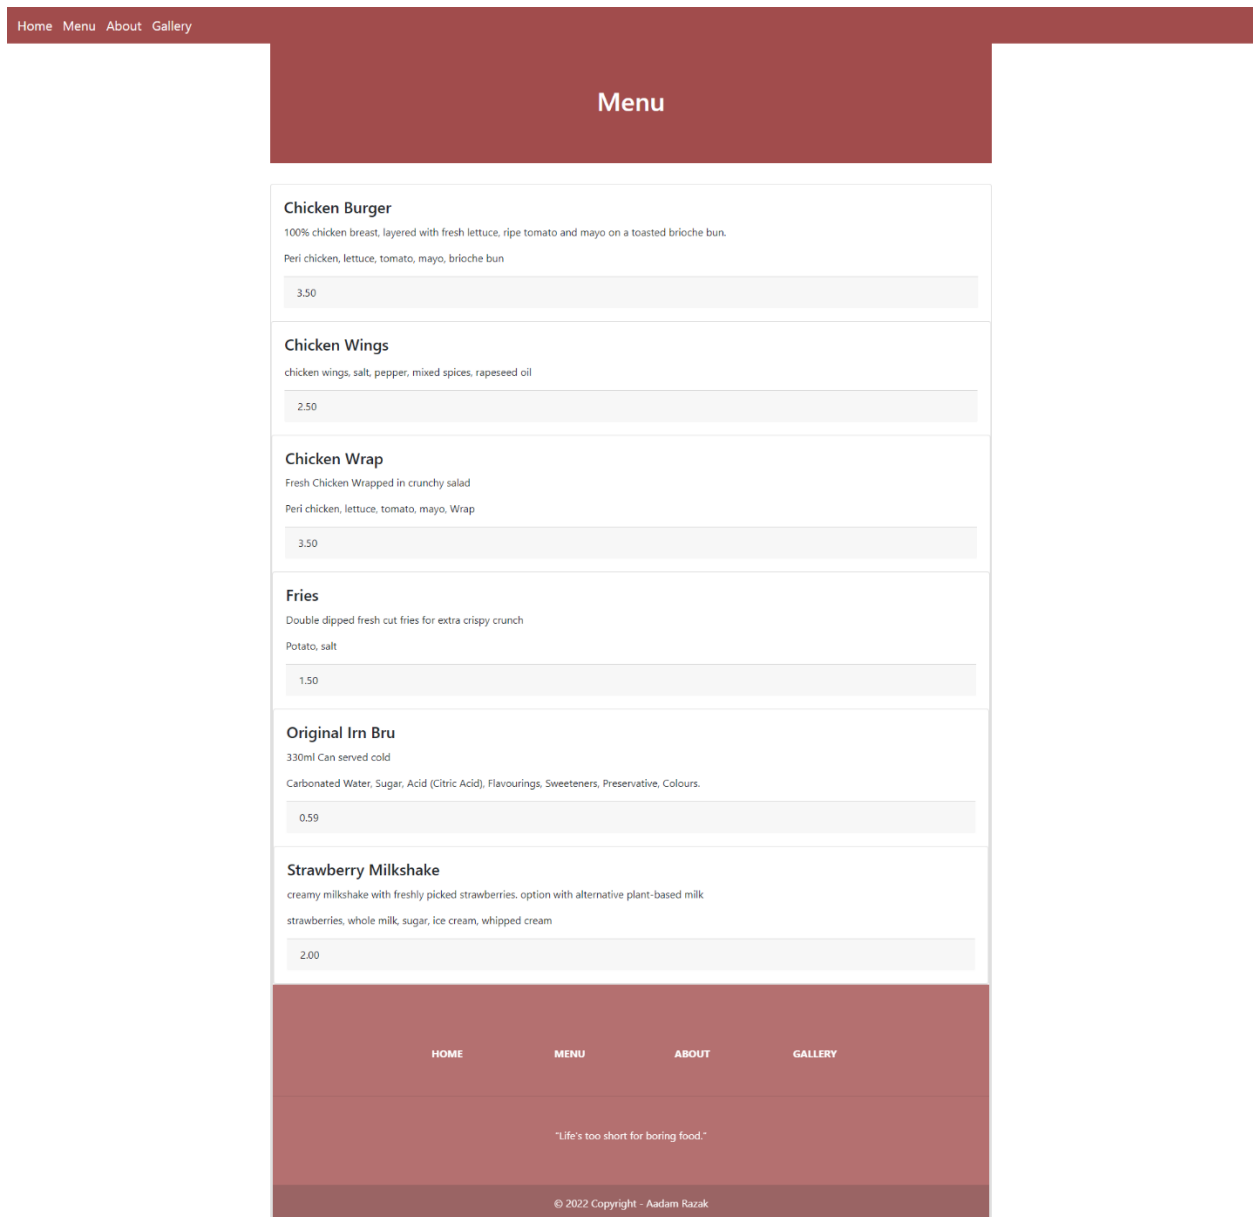 Home Menu About Gallery
Menu
Chicken Burger
100% chicken breast, layered with fresh lettuce, ripe tomato and mayo on a toasted brioche bun.
Peri chicken, lettuce, tomato, mayo, brioche bun
3.50
Chicken Wings
chicken wings, salt, pepper, mixed spices, rapeseed oil
2.50
Chicken Wrap
Fresh Chicken Wrapped in crunchy salad
Peri chicken, lettuce, tomato, mayo, Wrap
3.50
Fries
Double dipped fresh cut fries for extra crispy crunch
Potato, salt
1.50
Original Irn Bru
330ml Can served cold
Carbonated Water, Sugar, Acid (Citric Acid), Flavourings, Sweeteners, Preservative, Colours.
0.59
Strawberry Milkshake
creamy milkshake with freshly picked strawberries. option with alternative plant-based milk
strawberries, whole milk, sugar, ice cream, whipped cream
2.00
HOME MENU ABOUT GALLERY
"Life's too short for boring food."
© 2022 Copyright - Aadam Razak